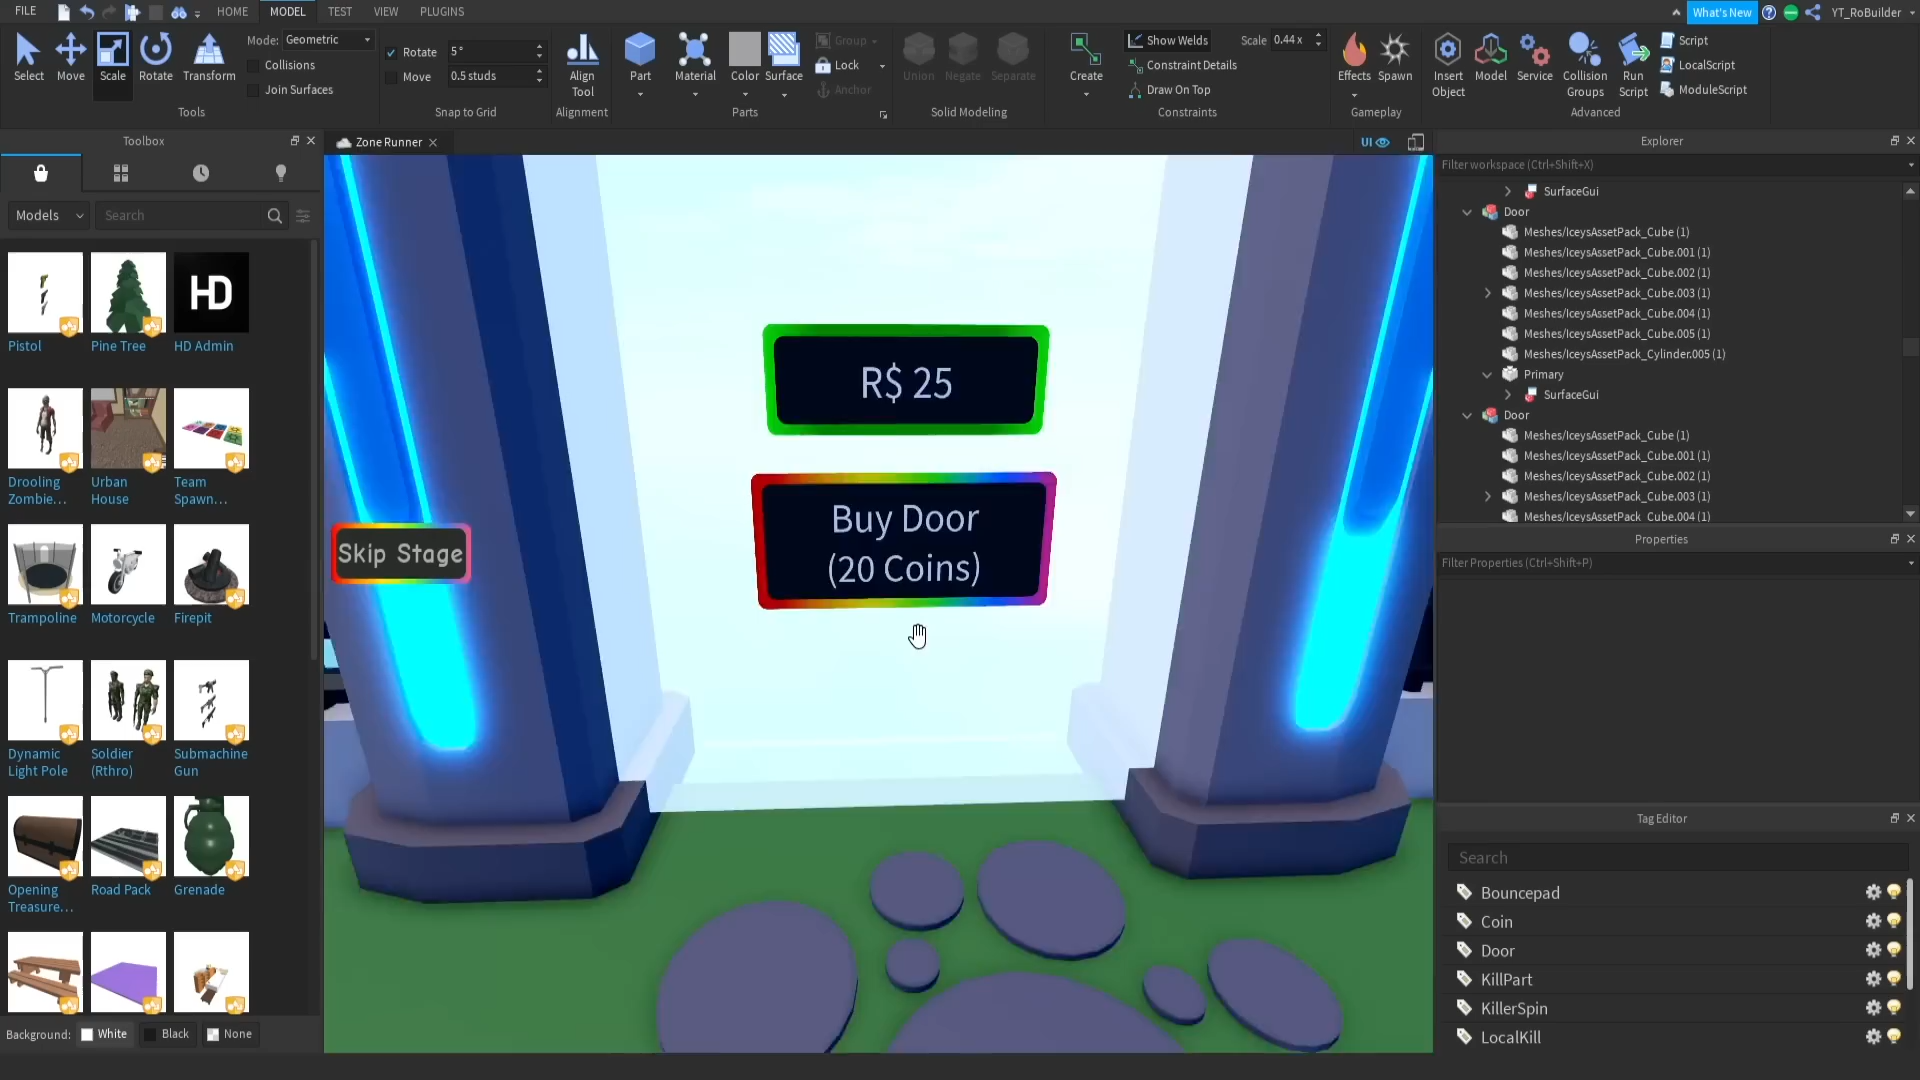 FILE
HOME
MODEL
TEST
VIEW
PLUGINS
What's New
YT_RoBuilder
Select
Move
Scale
Rotate
Transform
Mode: Geometric
Collisions
Join Surfaces
Tools
Rotate 5°
Move 0.5 studs
Snap to Grid
Align
Tool
Alignment
Part
Material
Color
Surface
Group
Lock
Anchor
Parts
Union
Negate
Separate
Solid Modeling
Create
Show Welds
Scale 0.44 x
Constraint Details
Draw On Top
Constraints
Effects
Spawn
Gameplay
Insert
Object
Model
Service
Collision
Groups
Run
Script
Script
LocalScript
ModuleScript
Advanced
Toolbox
Models
Search
HD
Pistol
Pine Tree
HD Admin
Drooling
Zombie...
Urban
House
Team
Spawn...
Trampoline
Motorcycle
Firepit
Dynamic
Light Pole
Soldier
(Rthro)
Submachine
Gun
Opening
Treasure...
Road Pack
Grenade
Background:
White
Black
None
Zone Runner
UI
R$ 25
Buy Door
(20 Coins)
Skip Stage
Explorer
Filter workspace (Ctrl+Shift+X)
SurfaceGui
Door
Meshes/IceysAssetPack_Cube (1)
Meshes/IceysAssetPack_Cube.001 (1)
Meshes/IceysAssetPack_Cube.002 (1)
Meshes/IceysAssetPack_Cube.003 (1)
Meshes/IceysAssetPack_Cube.004 (1)
Meshes/IceysAssetPack_Cube.005 (1)
Meshes/IceysAssetPack_Cylinder.005 (1)
Primary
SurfaceGui
Door
Meshes/IceysAssetPack_Cube (1)
Meshes/IceysAssetPack_Cube.001 (1)
Meshes/IceysAssetPack_Cube.002 (1)
Meshes/IceysAssetPack_Cube.003 (1)
Meshes/IceysAssetPack_Cube.004 (1)
Properties
Filter Properties (Ctrl+Shift+P)
Tag Editor
Search
Bouncepad
Coin
Door
KillPart
KillerSpin
LocalKill